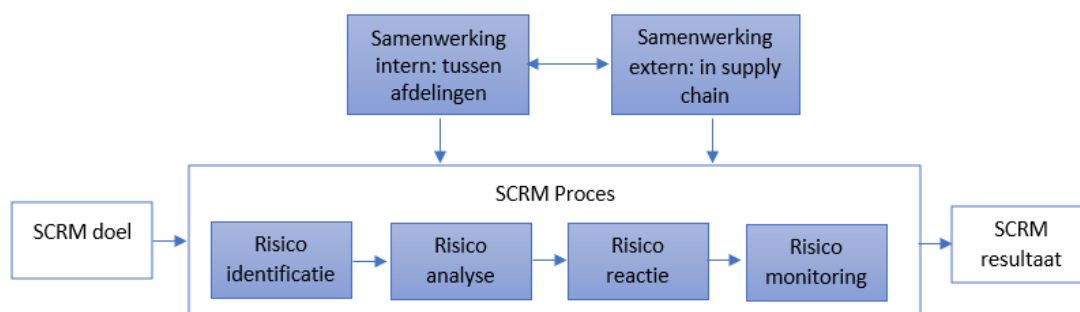 Samenwerking
intern: tussen
afdelingen
Samenwerking
extern: in supply
chain
SCRM Proces
SCRM doel
Risico
identificatie
Risico
analyse
Risico
reactie
Risico
monitoring
SCRM
resultaat